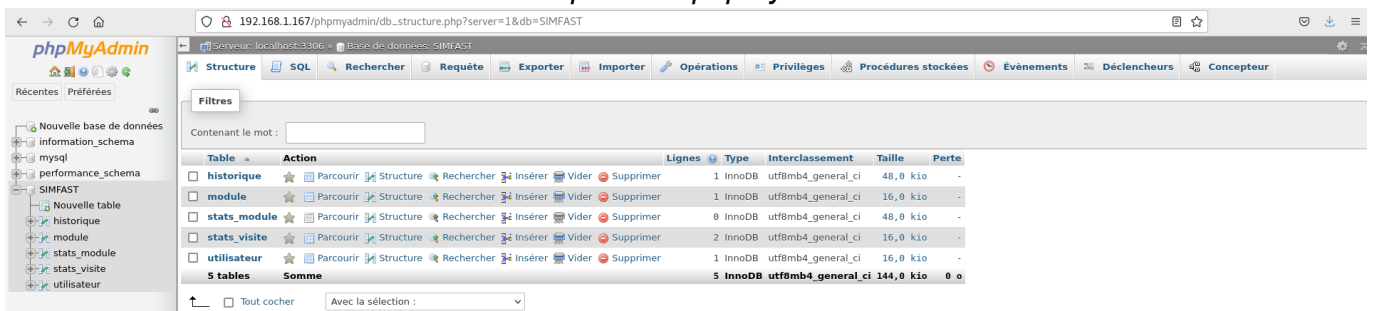 192.168.1.167/phpmyadmin/db_structure.php?server=1&db=SIMFAST
phpMyAdmin
Récentes Préférées
Nouvelle base de données
information_schema
mysql
performance_schema
SIMFAST
Nouvelle table
historique
module
stats_module
stats_visite
utilisateur
Serveur: localhost:3306 » Base de données: SIMFAST
Structure SQL Rechercher Requête Exporter Importer Opérations Privilèges Procédures stockées Évènements Déclencheurs Concepteur
Filtres
Contenant le mot :
Table Action Lignes Type Interclassement Taille Perte
historique Parcourir Structure Rechercher Insérer Vider Supprimer 1 InnoDB utf8mb4_general_ci 48,0 kio -
module Parcourir Structure Rechercher Insérer Vider Supprimer 1 InnoDB utf8mb4_general_ci 16,0 kio -
stats_module Parcourir Structure Rechercher Insérer Vider Supprimer 0 InnoDB utf8mb4_general_ci 48,0 kio -
stats_visite Parcourir Structure Rechercher Insérer Vider Supprimer 2 InnoDB utf8mb4_general_ci 16,0 kio -
utilisateur Parcourir Structure Rechercher Insérer Vider Supprimer 1 InnoDB utf8mb4_general_ci 16,0 kio -
5 tables Somme 5 InnoDB utf8mb4_general_ci 144,0 kio 0 o
Tout cocher Avec la sélection :